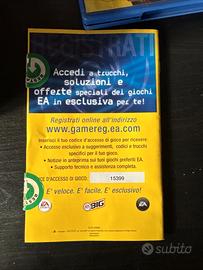 REGISTRATI
Accedi a trucchi,
soluzioni e
offerte speciali dei giochi
EA in esclusiva per te!
Registrati online all'indirizzo
www.gamereg.ea.com
Inserisci il tuo codice d'accesso di gioco per ricevere:
• Accesso esclusivo a suggerimenti, codici e trucchi
specifici per il tuo gioco.
• Notizie in anteprima sui tuoi giochi preferiti EA.
• Supporto tecnico e assistenza completa.
CE D'ACCESSO DI GIOCO:
15399
E' veloce. E' facile. E' esclusivo!
EA
BIG
EA
subito